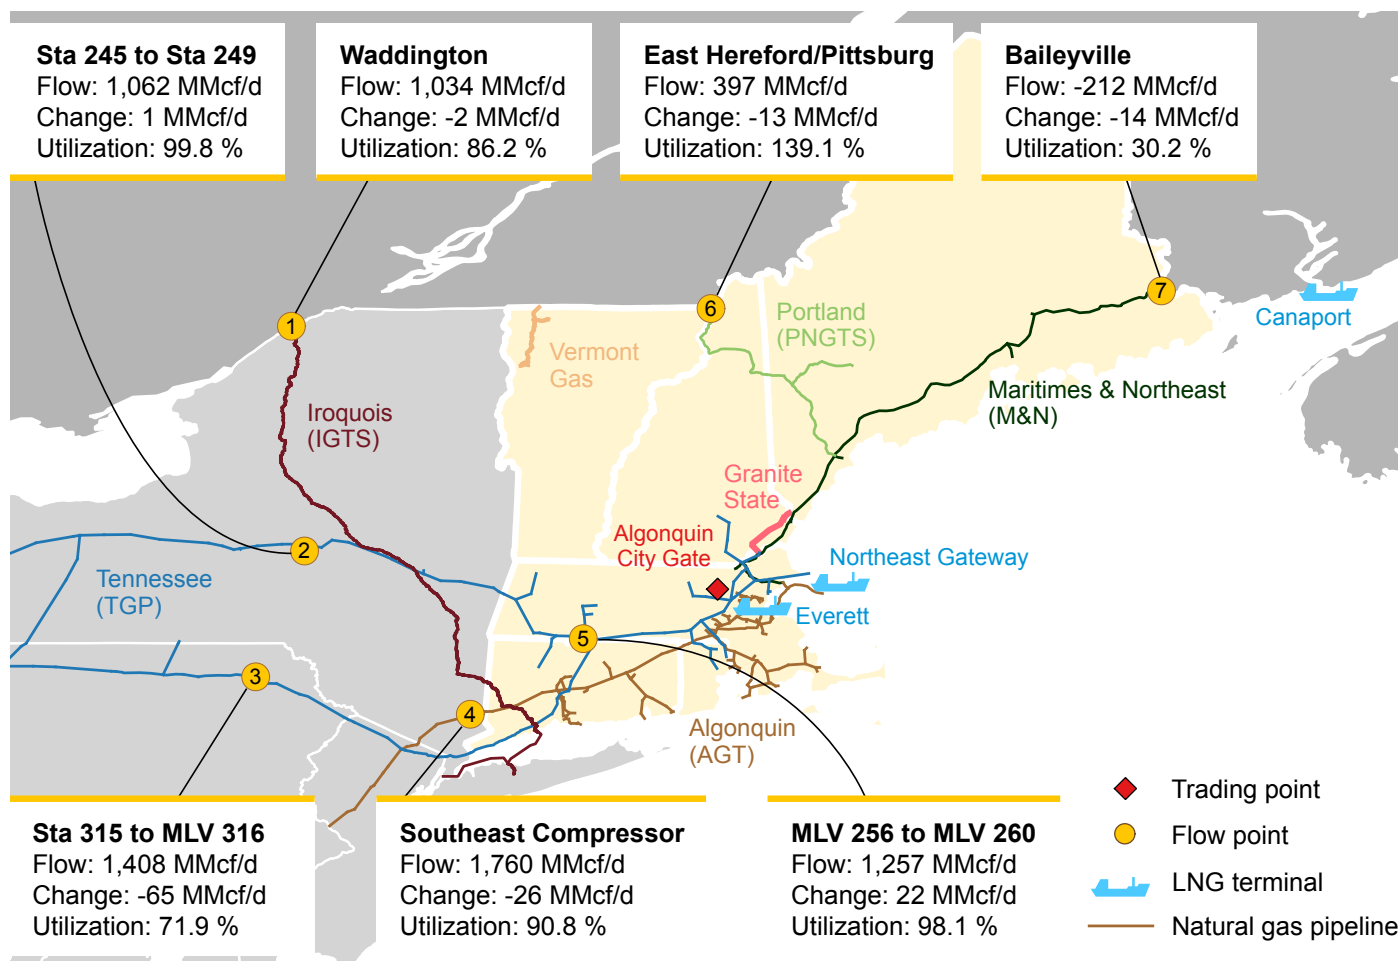 Sta 245 to Sta 249
Flow: 1,062 MMcf/d
Change: 1 MMcf/d
Utilization: 99.8 %
Waddington
Flow: 1,034 MMcf/d
Change: -2 MMcf/d
Utilization: 86.2 %
East Hereford/Pittsburg
Flow: 397 MMcf/d
Change: -13 MMcf/d
Utilization: 139.1 %
Baileyville
Flow: -212 MMcf/d
Change: -14 MMcf/d
Utilization: 30.2 %
7
6
1
Canaport
Portland
(PNGTS)
Vermont
Gas
Maritimes & Northeast
(M&N)
Iroquois
(IGTS)
Granite
State
Algonquin
City Gate
2
Northeast Gateway
Tennessee
(TGP)
Everett
5
3
4
Algonquin
(AGT)
Sta 315 to MLV 316
Flow: 1,408 MMcf/d
Change: -65 MMcf/d
Utilization: 71.9 %
Southeast Compressor
Flow: 1,760 MMcf/d
Change: -26 MMcf/d
Utilization: 90.8 %
MLV 256 to MLV 260
Flow: 1,257 MMcf/d
Change: 22 MMcf/d
Utilization: 98.1 %
Trading point
Flow point
LNG terminal
Natural gas pipeline